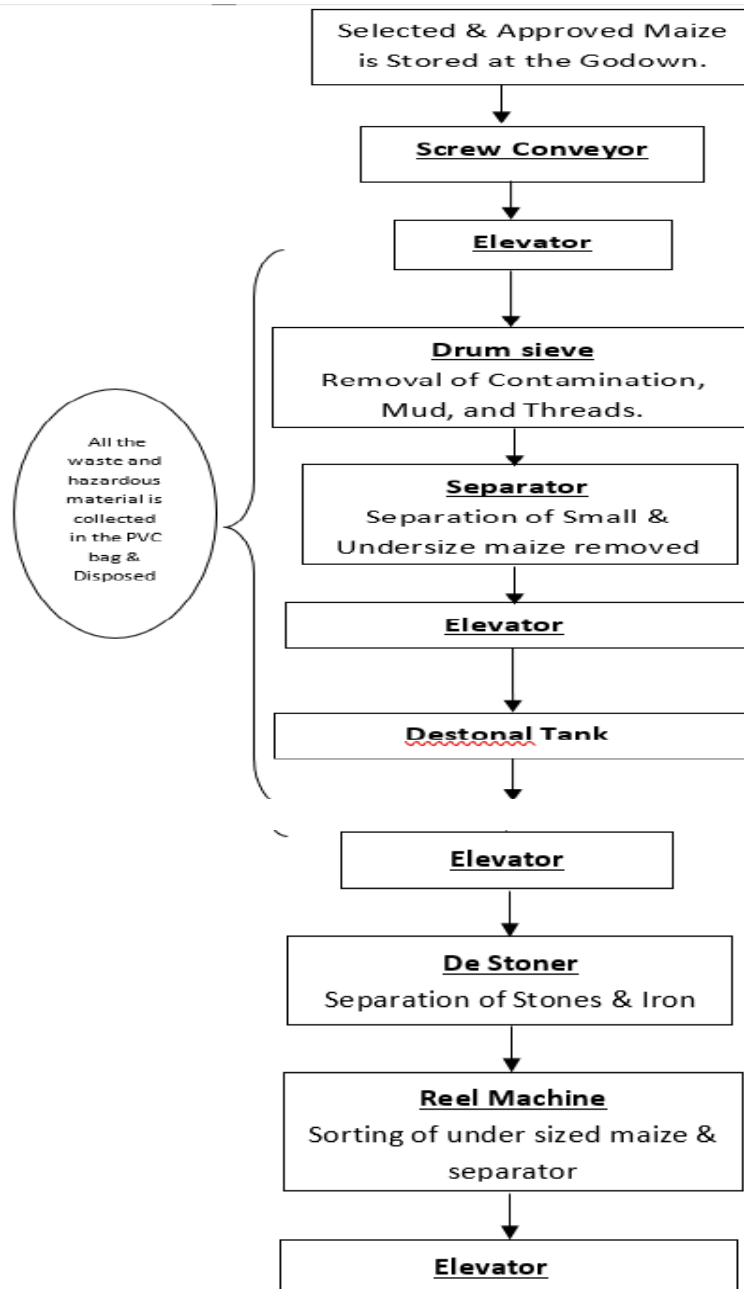 Selected & Approved Maize
is Stored at the Godown.
Screw Conveyor
Elevator
Drum sieve
Removal of Contamination,
Mud, and Threads.
All the
waste and
hazardous
material is
collected
in the PVC
bag &
Disposed
Separator
Separation of Small &
Undersize maize removed
Elevator
Destonal Tank
Elevator
De Stoner
Separation of Stones & Iron
Reel Machine
Sorting of under sized maize &
separator
Elevator